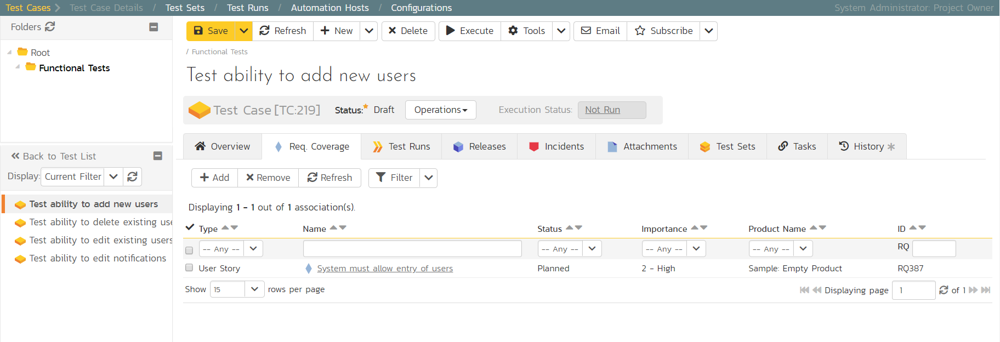 Test Cases Test Case Details / Test Sets / Test Runs / Automation Hosts / Configurations System Administrator: Project Owner
Folders
Root
Functional Tests
Save Refresh New Delete Execute Tools Email Subscribe
/ Functional Tests
Test ability to add new users
Test Case [TC:219] Status: Draft Operations Execution Status: Not Run
Overview Req. Coverage Test Runs Releases Incidents Attachments Test Sets Tasks History
Back to Test List
Display: Current Filter
Test ability to add new users
Test ability to delete existing use
Test ability to edit existing users
Test ability to edit notifications
Add Remove Refresh Filter
Displaying 1 - 1 out of 1 association(s).
Type Name Status Importance Product Name ID
-- Any -- -- Any -- -- Any -- -- Any -- RQ
User Story System must allow entry of users Planned 2 - High Sample: Empty Product RQ387
Show 15 rows per page Displaying page 1 of 1